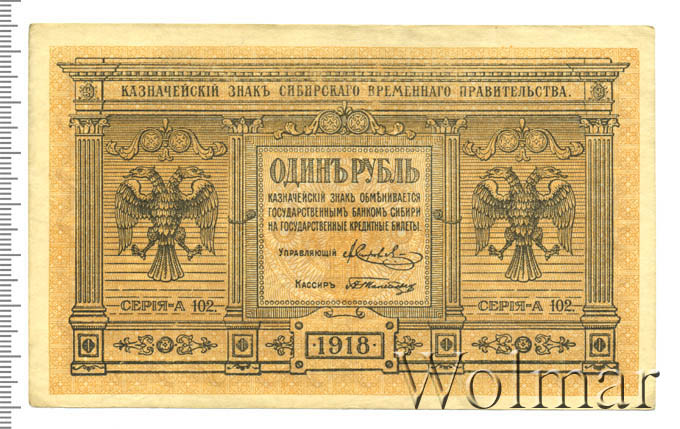 КАЗНАЧЕЙСКІЙ ЗНАКЪ СИБИРСКАГО ВРЕМЕННАГО ПРАВИТЕЛЬСТВА.
ОДИНЪ РУБЛЬ
КАЗНАЧЕЙСКІЙ ЗНАКЪ ОБМѢНИВАЕТСЯ
ГОСУДАРСТВЕННЫМЪ БАНКОМЪ СИБИРИ
НА ГОСУДАРСТВЕННЫЕ КРЕДИТНЫЕ БИЛЕТЫ.
УПРАВЛЯЮЩІЙ
КАССИРЪ
СЕРІЯ-А 102.
СЕРІЯ-А 102.
1918
Wolmar